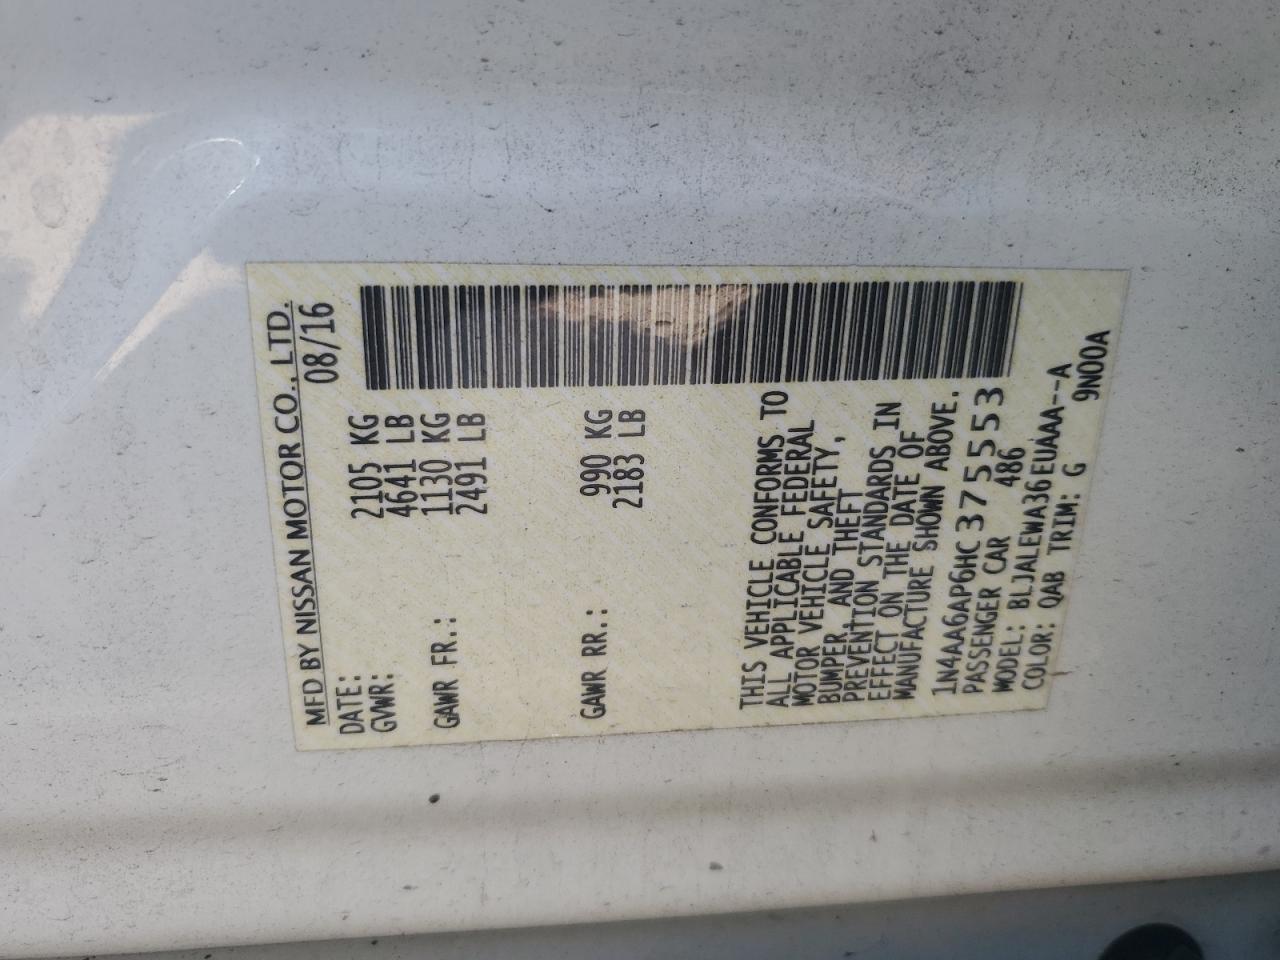 MFD BY NISSAN MOTOR CO., LTD.
DATE: 08/16
GVWR: 2105 KG
4641 LB
GAWR FR.: 1130 KG
2491 LB
GAWR RR.: 990 KG
2183 LB
THIS VEHICLE CONFORMS TO
ALL APPLICABLE FEDERAL
MOTOR VEHICLE SAFETY,
BUMPER, AND THEFT
PREVENTION STANDARDS IN
EFFECT ON THE DATE OF
MANUFACTURE SHOWN ABOVE.
1N4AA6AP6HC375553
PASSENGER CAR 486
MODEL: BLJALEWA36EUAAA--A
COLOR: QAB TRIM: G 9N00A